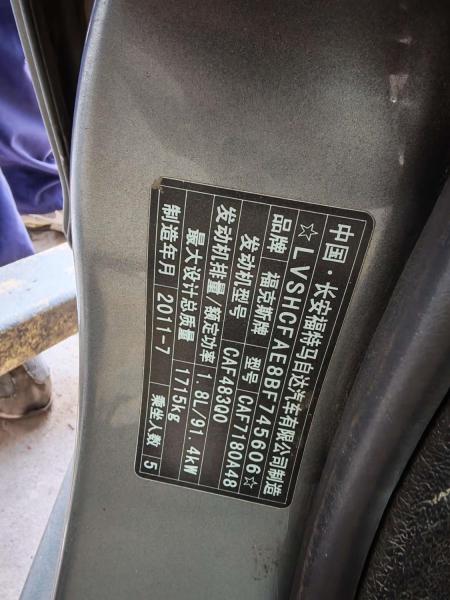 中国·长安福特马自达汽车有限公司制造
☆LVSHCFAE8BF745606☆
品牌 福克斯牌 型号 CAF7180A48
发动机型号 CAF483Q0
发动机排量/额定功率 1.8L/91.4kW
最大设计总质量 1715kg
制造年月 2011-7 乘坐人数 5